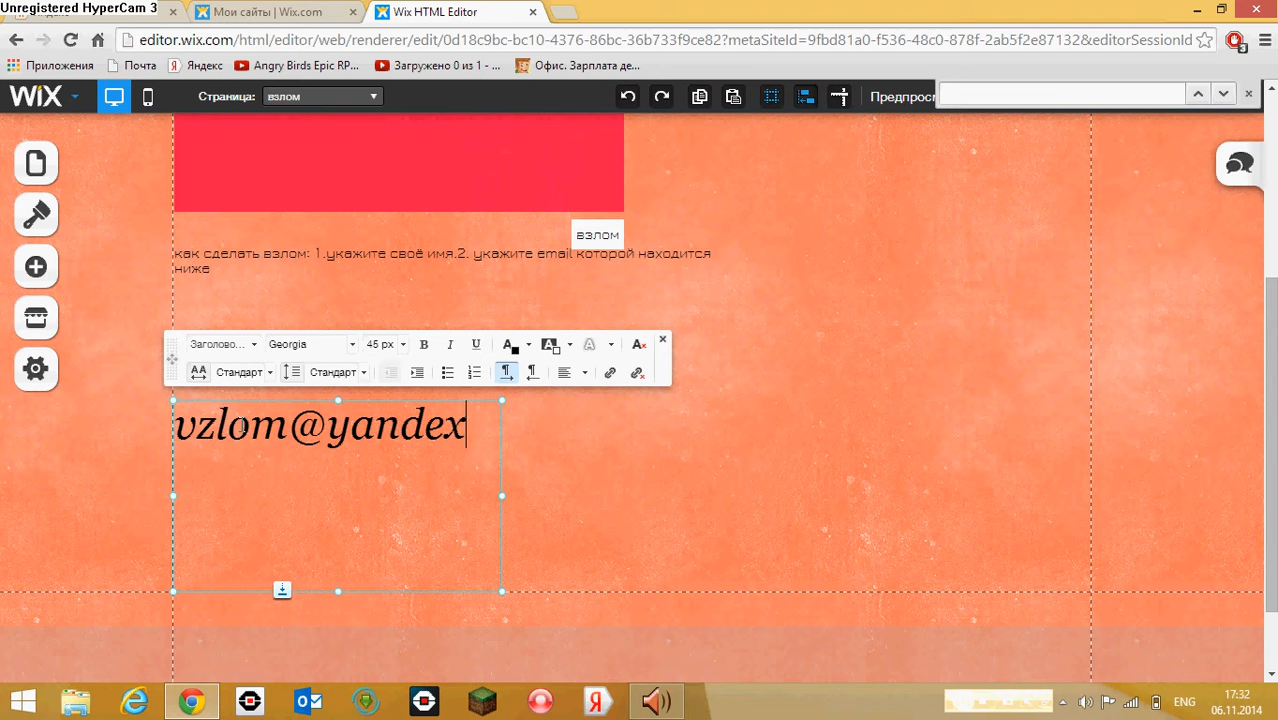 Unregistered HyperCam 3
Мои сайты | Wix.com
Wix HTML Editor
editor.wix.com/html/editor/web/renderer/edit/0d18c9bc-bc10-4376-86bc-36b733f9ce82?metaSiteId=9fbd81a0-f536-48c0-878f-2ab5f2e87132&editorSessionId
3
Приложения
Почта
Яндекс
Angry Birds Epic RP...
Загружено 0 из 1 - ...
Офис. Зарплата де...
WiX
Страница:
взлом
Предпрос
взлом
как сделать взлом: 1.укажите своё имя.2. укажите email которой находится
ниже
Заголово...
Georgia
45 px
B
I
U
A
A
A
A
AA
Стандарт
Стандарт
vzlom@yandex
ENG
17:32
06.11.2014